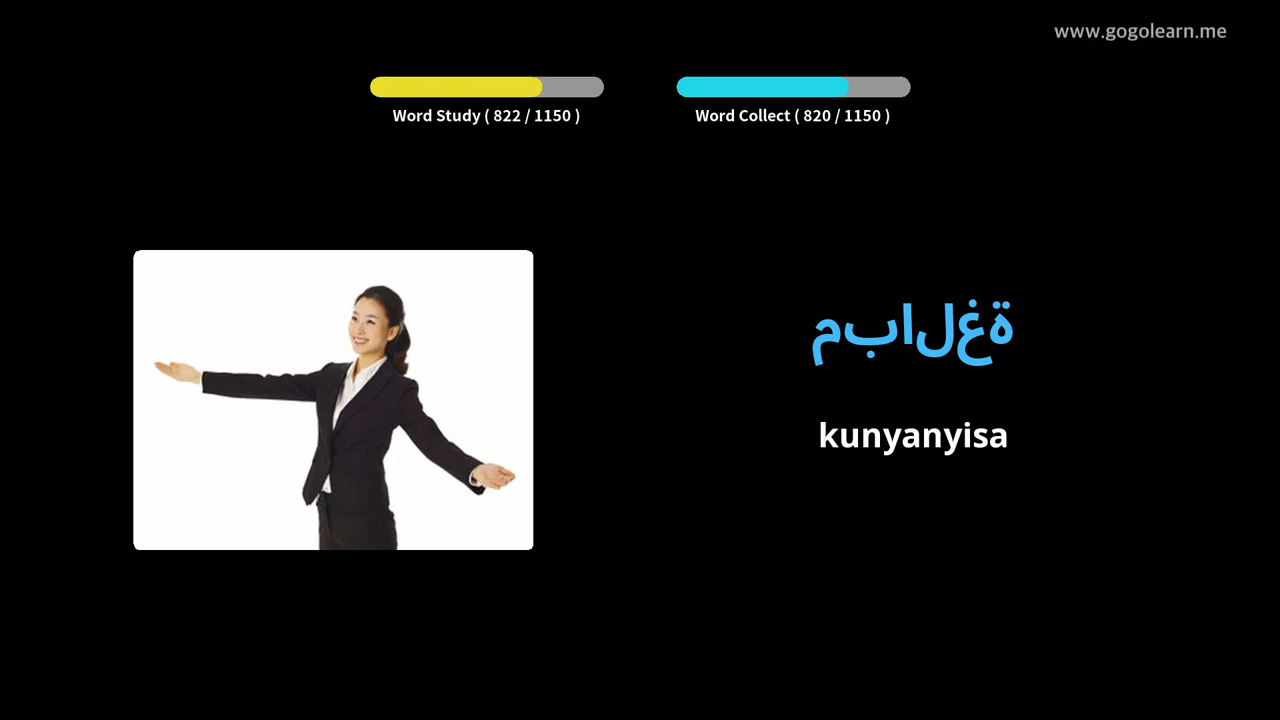 www.gogolearn.me
Word Study ( 822 / 1150 )
Word Collect ( 820 / 1150 )
مبالغة
kunyanyisa